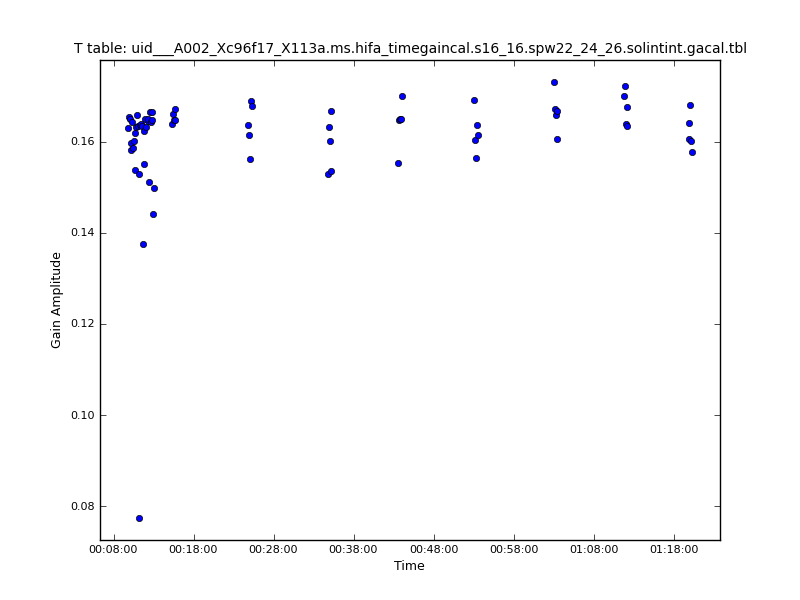 T table: uid___A002_Xc96f17_X113a.ms.hifa_timegaincal.s16_16.spw22_24_26.solintint.gacal.tbl
0.16
0.14
0.12
0.10
0.08
Gain Amplitude
00:08:00 00:18:00 00:28:00 00:38:00 00:48:00 00:58:00 01:08:00 01:18:00
Time